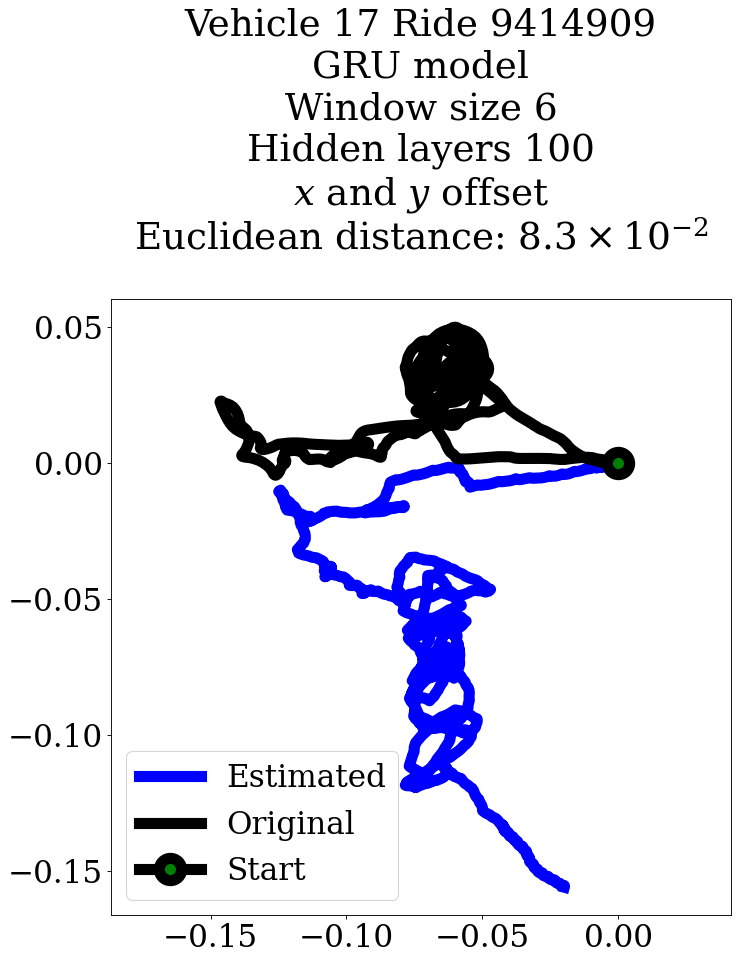 Vehicle 17 Ride 9414909
GRU model
Window size 6
Hidden layers 100
x and y offset
Euclidean distance: 8.3 × 10⁻²
0.05
0.00
−0.05
−0.10
−0.15
Estimated
Original
Start
−0.15 −0.10 −0.05 0.00